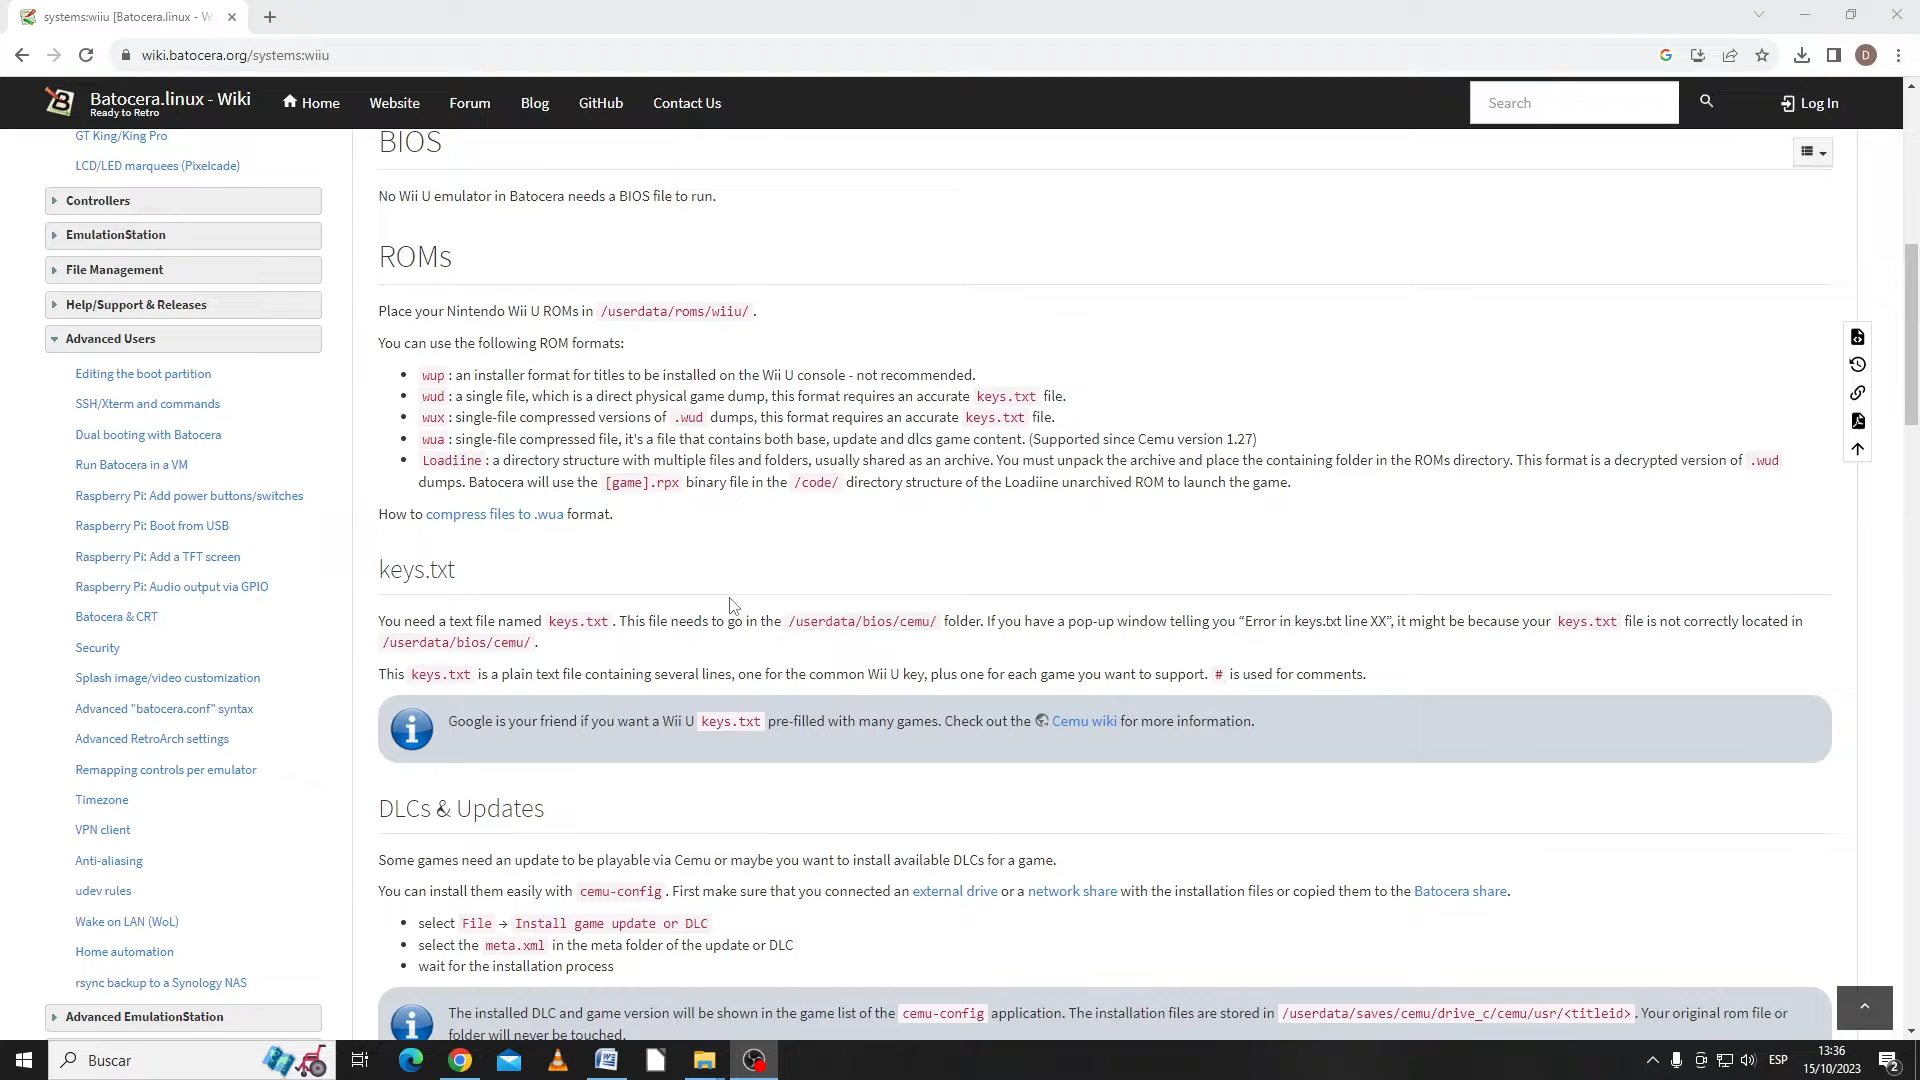 systems:wiiu [Batocera.linux - W
wiki.batocera.org/systems:wiiu
D
Batocera.linux - Wiki
Ready to Retro
Home
Website
Forum
Blog
GitHub
Contact Us
Search
Log In
GT King/King Pro
LCD/LED marquees (Pixelcade)
Controllers
EmulationStation
File Management
Help/Support & Releases
Advanced Users
Editing the boot partition
SSH/Xterm and commands
Dual booting with Batocera
Run Batocera in a VM
Raspberry Pi: Add power buttons/switches
Raspberry Pi: Boot from USB
Raspberry Pi: Add a TFT screen
Raspberry Pi: Audio output via GPIO
Batocera & CRT
Security
Splash image/video customization
Advanced "batocera.conf" syntax
Advanced RetroArch settings
Remapping controls per emulator
Timezone
VPN client
Anti-aliasing
udev rules
Wake on LAN (WoL)
Home automation
rsync backup to a Synology NAS
Advanced EmulationStation
BIOS
No Wii U emulator in Batocera needs a BIOS file to run.
ROMs
Place your Nintendo Wii U ROMs in /userdata/roms/wiiu/ .
You can use the following ROM formats:
• wup : an installer format for titles to be installed on the Wii U console - not recommended.
• wud : a single file, which is a direct physical game dump, this format requires an accurate keys.txt file.
• wux : single-file compressed versions of .wud dumps, this format requires an accurate keys.txt file.
• wua : single-file compressed file, it's a file that contains both base, update and dlcs game content. (Supported since Cemu version 1.27)
• Loadiine : a directory structure with multiple files and folders, usually shared as an archive. You must unpack the archive and place the containing folder in the ROMs directory. This format is a decrypted version of .wud
dumps. Batocera will use the [game].rpx binary file in the /code/ directory structure of the Loadiine unarchived ROM to launch the game.
How to compress files to .wua format.
keys.txt
You need a text file named keys.txt . This file needs to go in the /userdata/bios/cemu/ folder. If you have a pop-up window telling you “Error in keys.txt line XX”, it might be because your keys.txt file is not correctly located in
/userdata/bios/cemu/ .
This keys.txt is a plain text file containing several lines, one for the common Wii U key, plus one for each game you want to support. # is used for comments.
Google is your friend if you want a Wii U keys.txt pre-filled with many games. Check out the Cemu wiki for more information.
DLCs & Updates
Some games need an update to be playable via Cemu or maybe you want to install available DLCs for a game.
You can install them easily with cemu-config . First make sure that you connected an external drive or a network share with the installation files or copied them to the Batocera share.
• select File → Install game update or DLC
• select the meta.xml in the meta folder of the update or DLC
• wait for the installation process
The installed DLC and game version will be shown in the game list of the cemu-config application. The installation files are stored in /userdata/saves/cemu/drive_c/cemu/usr/<titleid> . Your original rom file or
folder will never be touched.
Buscar
ESP
13:36
15/10/2023
2